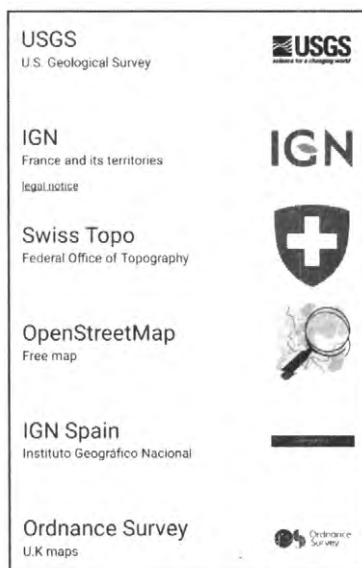 USGS
U.S. Geological Survey
USGS
science for a changing world
IGN
France and its territories
legal notice
IGN
Swiss Topo
Federal Office of Topography
OpenStreetMap
Free map
IGN Spain
Instituto Geográfico Nacional
Ordnance Survey
U.K maps
Ordnance
Survey